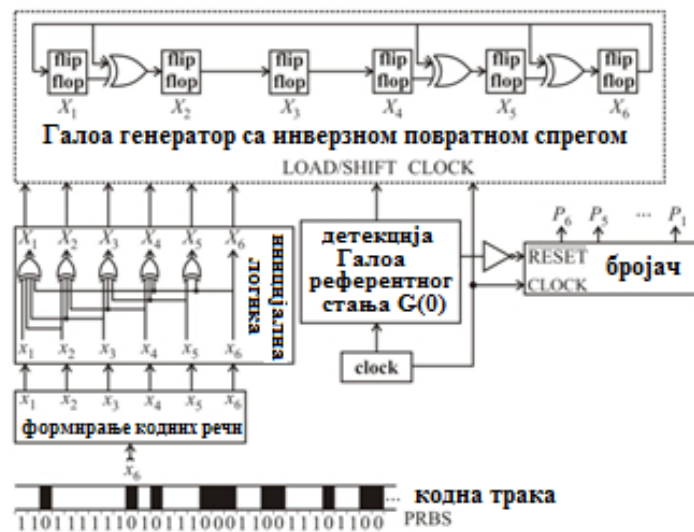 flip flop flip flop flip flop flip flop flip flop flip flop
X1 X2 X3 X4 X5 X6
Галоа генератор са инверзном повратном спрегом
LOAD/SHIFT CLOCK
X1 X2 X3 X4 X5 X6
иницијална логика
x1 x2 x3 x4 x5 x6
x1 x2 x3 x4 x5 x6
формирање кодних речи
x6
детекција
Галоа
референтног
стања G(0)
clock
P6 P5 ... P1
RESET
бројач
CLOCK
... кодна трака
1101111110111000011001101100 PRBS